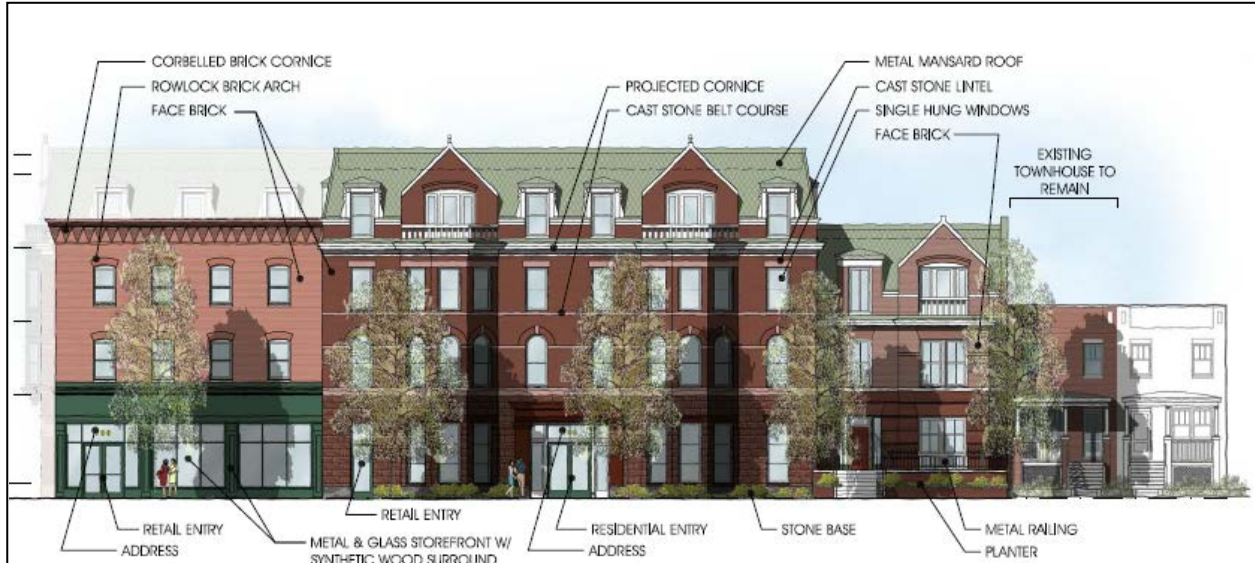 CORBELLED BRICK CORNICE
ROWLOCK BRICK ARCH
FACE BRICK
PROJECTED CORNICE
CAST STONE BELT COURSE
METAL MANSARD ROOF
CAST STONE LINTEL
SINGLE HUNG WINDOWS
FACE BRICK
EXISTING
TOWNHOUSE TO
REMAIN
RETAIL ENTRY
ADDRESS
METAL & GLASS STOREFRONT W/
SYNTHETIC WOOD SURROUND
RETAIL ENTRY
RESIDENTIAL ENTRY
ADDRESS
STONE BASE
METAL RAILING
PLANTER